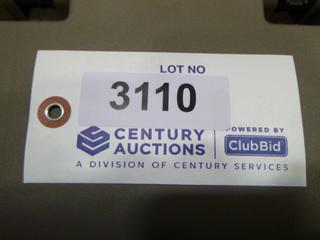 LOT NO
3110
CENTURY AUCTIONS
POWERED BY
ClubBid
A DIVISION OF CENTURY SERVICES